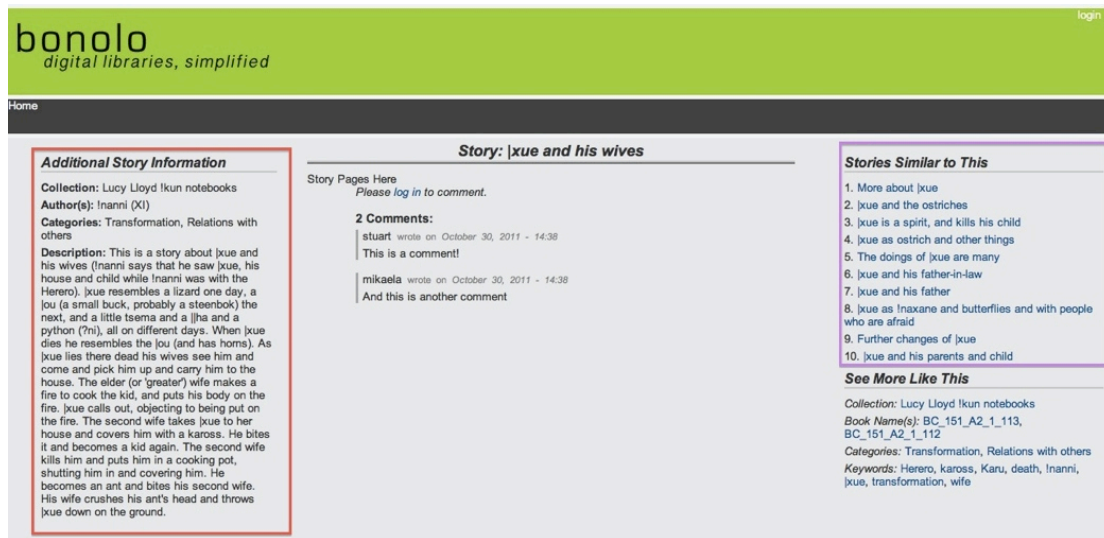 login
bonolo
digital libraries, simplified
Home
Additional Story Information
Collection: Lucy Lloyd !kun notebooks
Author(s): !nanni (XI)
Categories: Transformation, Relations with
others
Description: This is a story about |xue and
his wives (!nanni says that he saw |xue, his
house and child while !nanni was with the
Herero). |xue resembles a lizard one day, a
|ou (a small buck, probably a steenbok) the
next, and a little tsema and a ||ha and a
python (?ni), all on different days. When |xue
dies he resembles the |ou (and has horns). As
|xue lies there dead his wives see him and
come and pick him up and carry him to the
house. The elder (or 'greater') wife makes a
fire to cook the kid, and puts his body on the
fire. |xue calls out, objecting to being put on
the fire. The second wife takes |xue to her
house and covers him with a kaross. He bites
it and becomes a kid again. The second wife
kills him and puts him in a cooking pot,
shutting him in and covering him. He
becomes an ant and bites his second wife.
His wife crushes his ant's head and throws
|xue down on the ground.
Story: |xue and his wives
Story Pages Here
Please log in to comment.
2 Comments:
stuart wrote on October 30, 2011 - 14:38
This is a comment!
mikaela wrote on October 30, 2011 - 14:38
And this is another comment
Stories Similar to This
1. More about |xue
2. |xue and the ostriches
3. |xue is a spirit, and kills his child
4. |xue as ostrich and other things
5. The doings of |xue are many
6. |xue and his father-in-law
7. |xue and his father
8. |xue as !naxane and butterflies and with people
who are afraid
9. Further changes of |xue
10. |xue and his parents and child
See More Like This
Collection: Lucy Lloyd !kun notebooks
Book Name(s): BC_151_A2_1_113,
BC_151_A2_1_112
Categories: Transformation, Relations with others
Keywords: Herero, kaross, Karu, death, !nanni,
|xue, transformation, wife